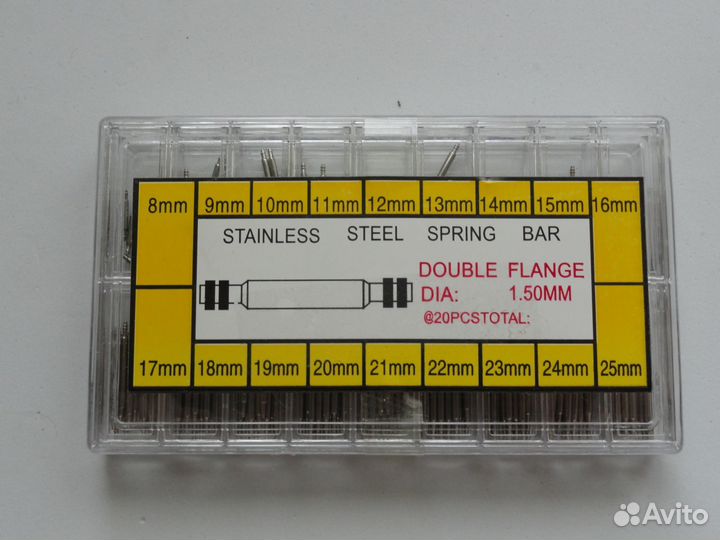 8mm 9mm 10mm 11mm 12mm 13mm 14mm 15mm 16mm
STAINLESS STEEL SPRING BAR
DOUBLE FLANGE
DIA: 1.50MM
@20PCSTOTAL:
17mm 18mm 19mm 20mm 21mm 22mm 23mm 24mm 25mm
Avito